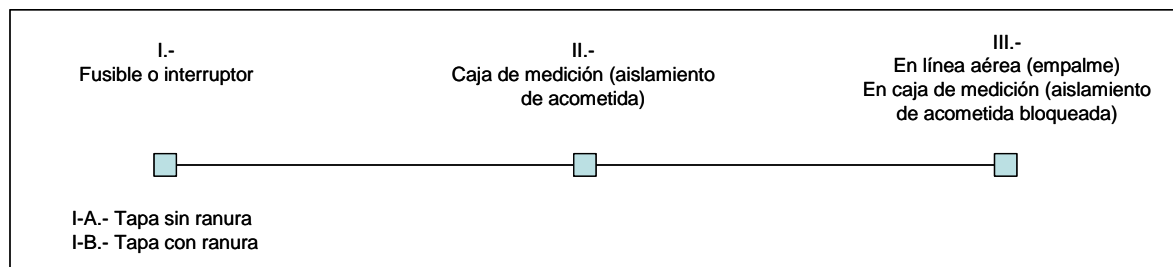 I.-
Fusible o interruptor
II.-
Caja de medición (aislamiento
de acometida)
III.-
En línea aérea (empalme)
En caja de medición (aislamiento
de acometida bloqueada)
I-A.- Tapa sin ranura
I-B.- Tapa con ranura